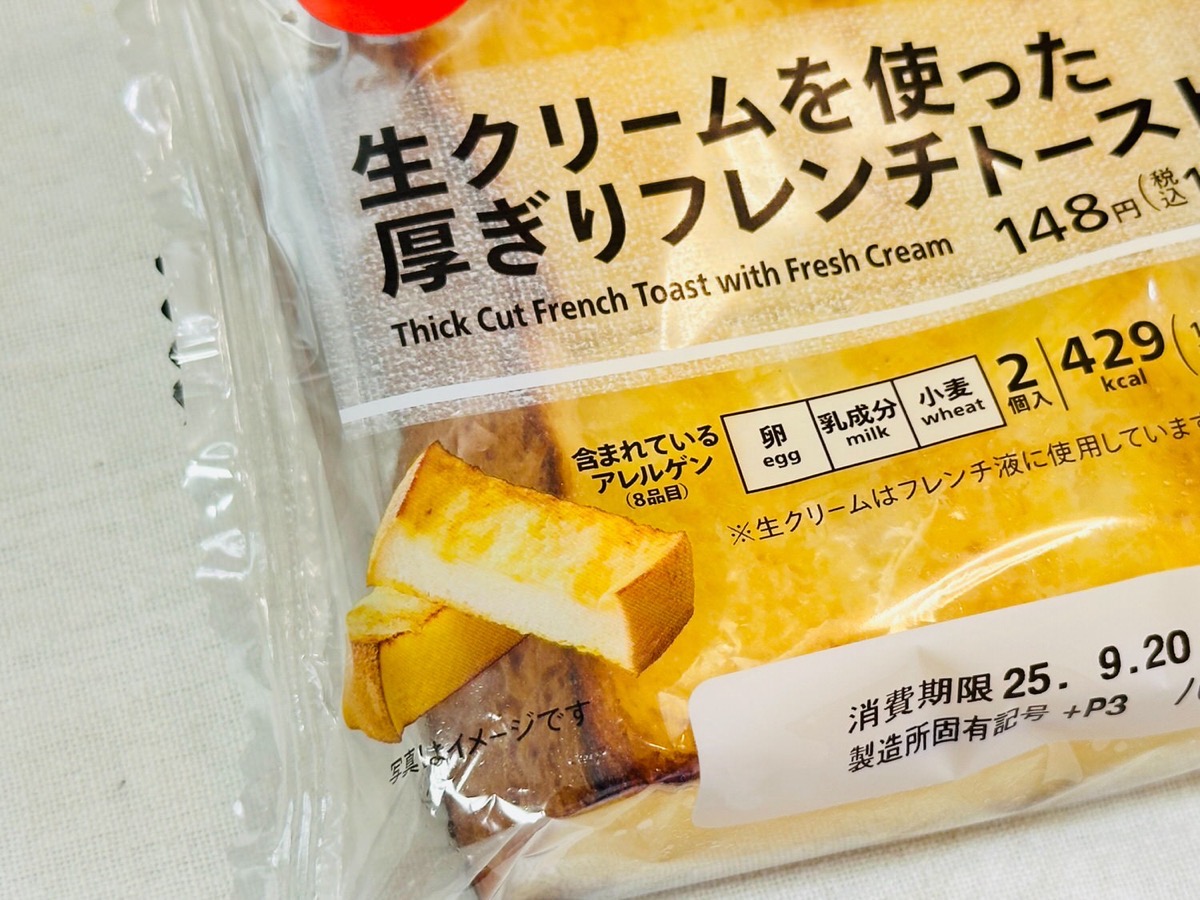 生クリームを使った
厚ぎりフレンチトースト
148円(税込1
Thick Cut French Toast with Fresh Cream
含まれている
アレルゲン
(8品目)
卵
egg
乳成分
milk
小麦
wheat
2
個入
429
kcal
※生クリームはフレンチ液に使用しています
写真はイメージです
消費期限 25. 9.20
製造所固有記号 +P3